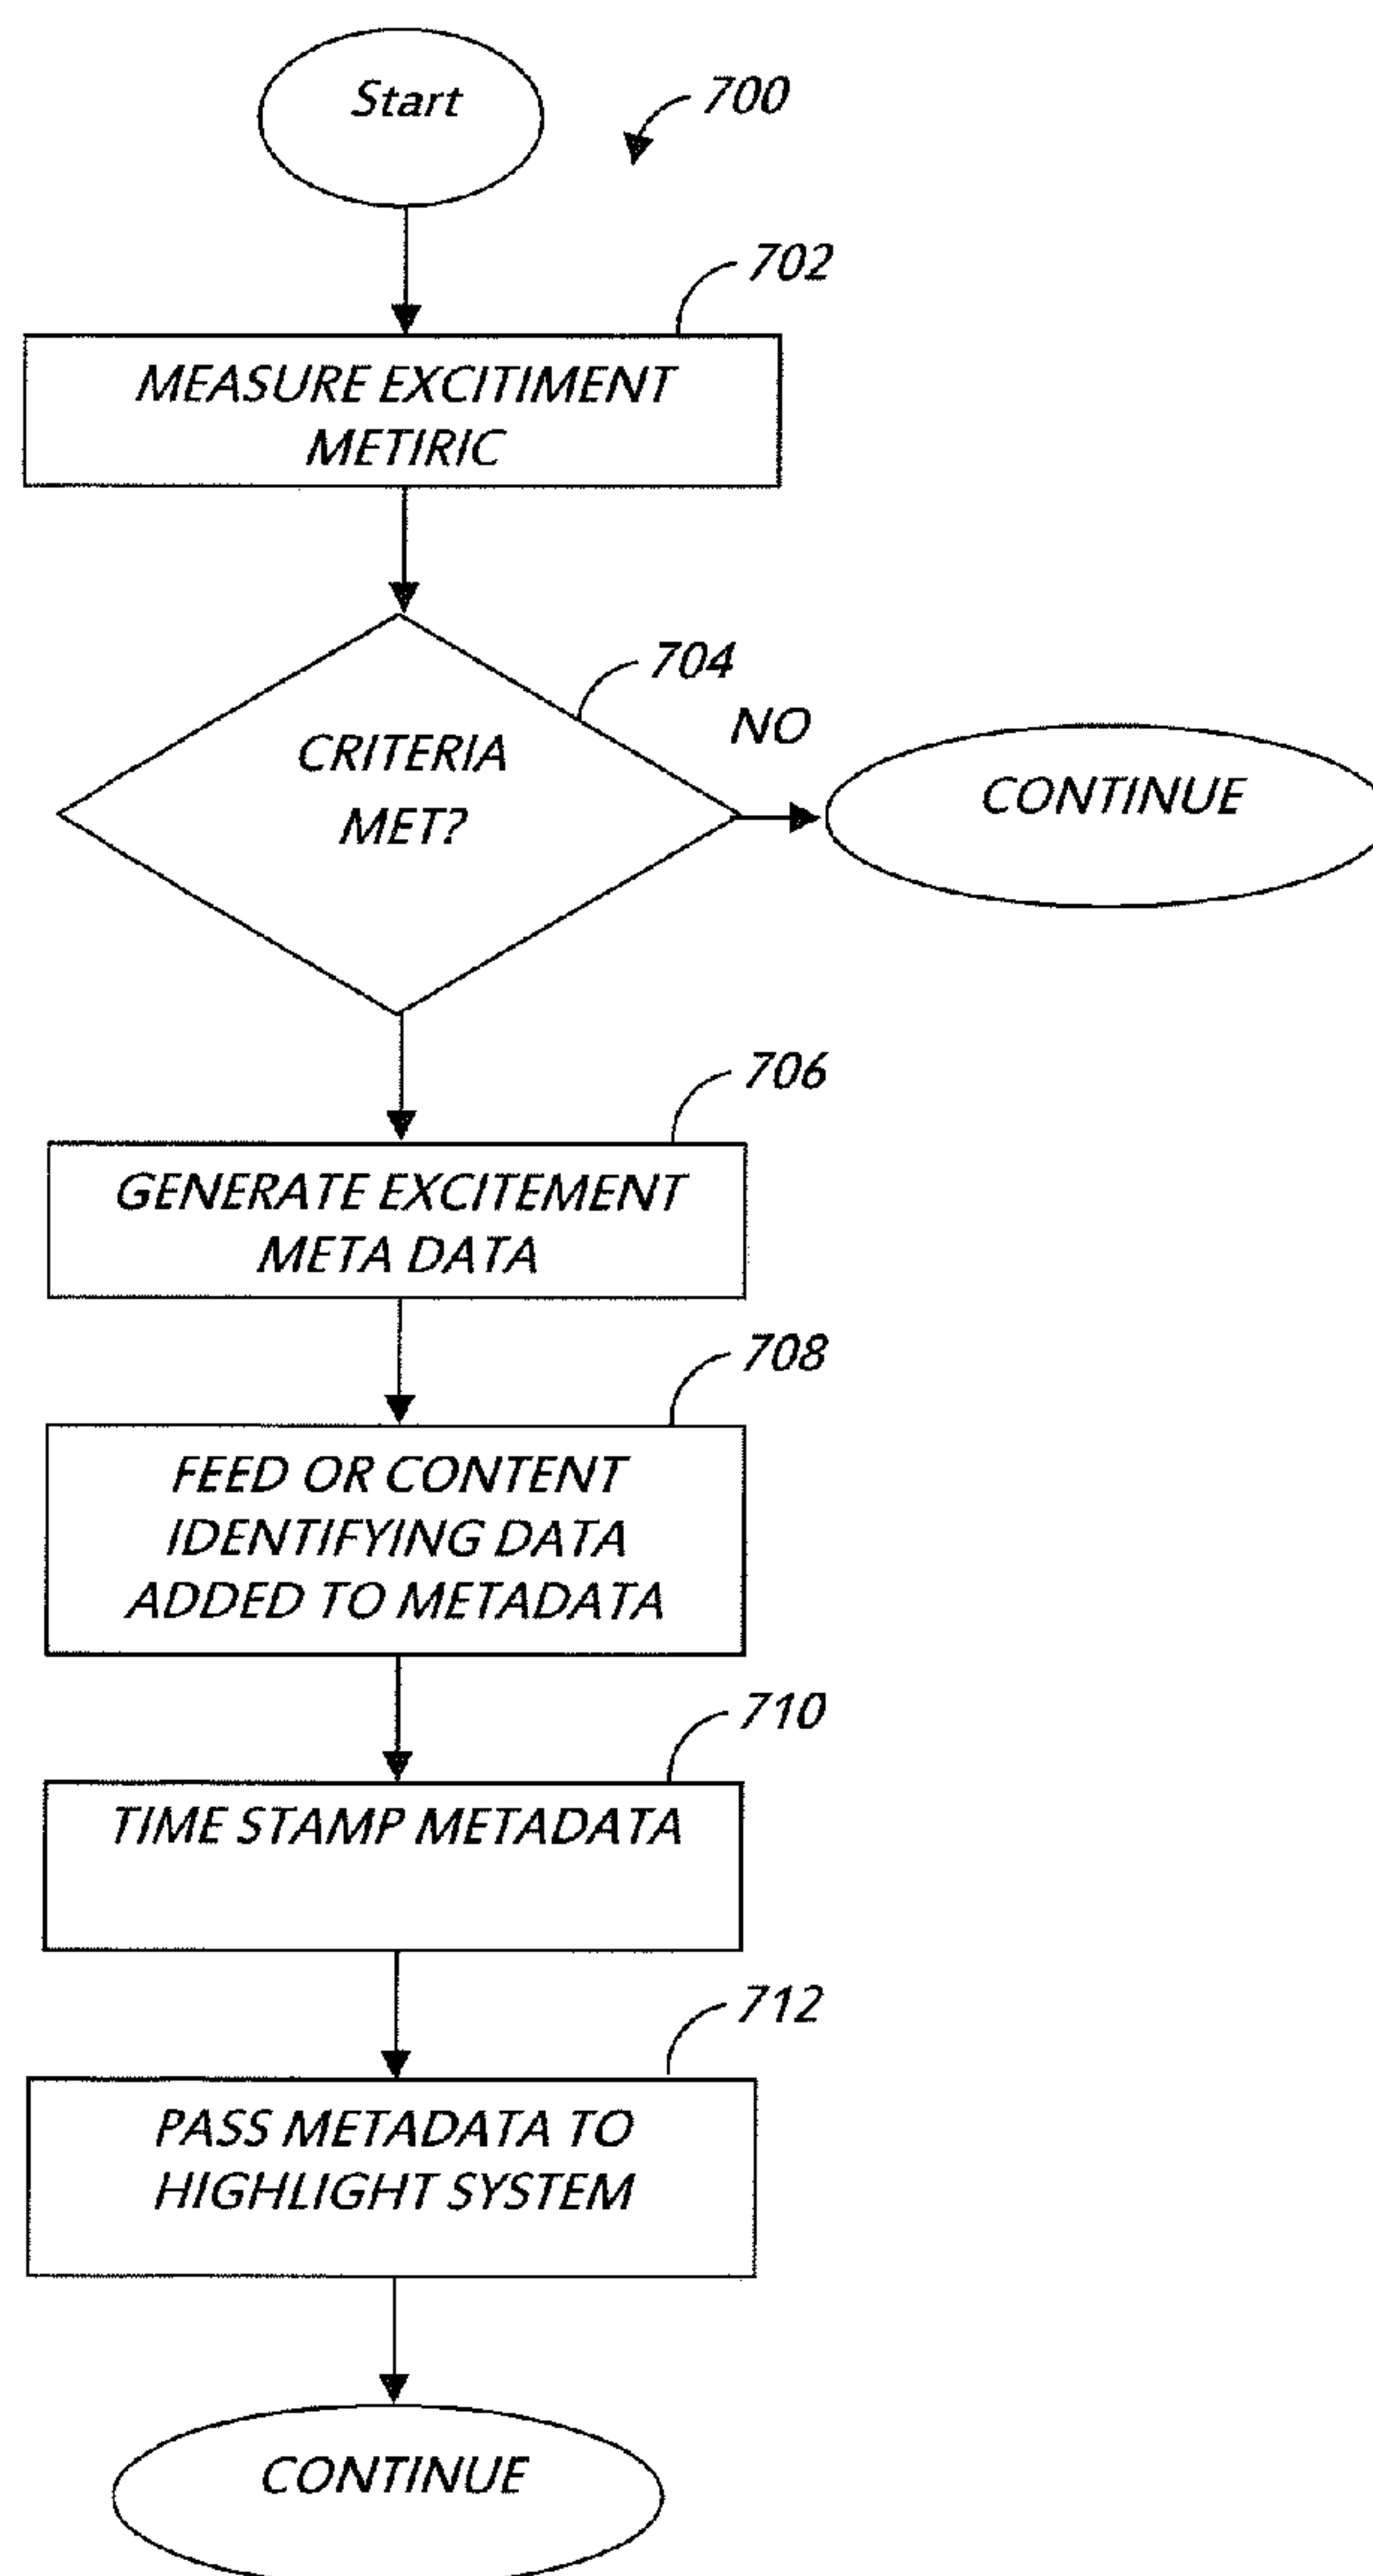 Start
700
702
MEASURE EXCITIMENT
METIRIC
704
NO
CRITERIA
MET?
CONTINUE
706
GENERATE EXCITEMENT
META DATA
708
FEED OR CONTENT
IDENTIFYING DATA
ADDED TO METADATA
710
TIME STAMP METADATA
712
PASS METADATA TO
HIGHLIGHT SYSTEM
CONTINUE